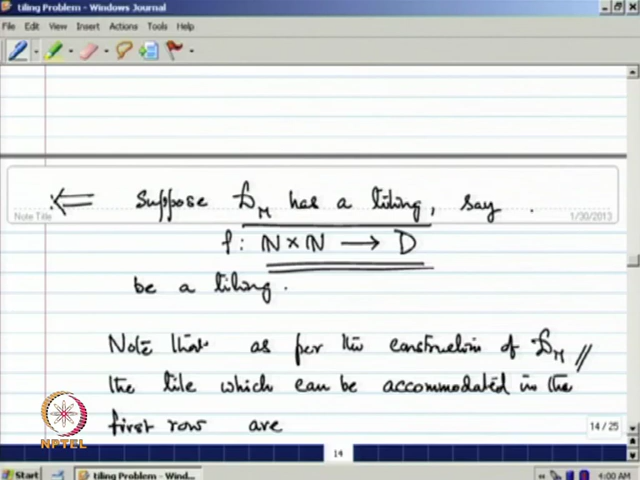 tiling Problem - Windows Journal
File Edit View Insert Actions Tools Help
⇐ Suppose 𝒟_M has a tiling, say
Note Title
1/30/2013
f: ℕ × ℕ → D
be a tiling.
Note that as per the construction of 𝒟_M //
the tile which can be accommodated in the
first row are
14 / 25
NPTEL
14
Start
tiling Problem - Wind...
4:00 AM